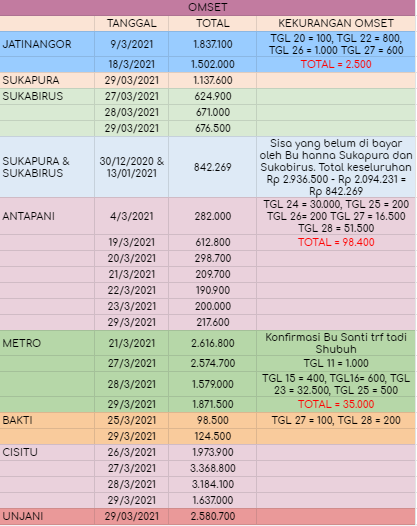 OMSET
TANGGAL TOTAL KEKURANGAN OMSET
JATINANGOR 9/3/2021 1.837.100 TGL 20 = 100, TGL 22 = 800,
TGL 26 = 1.000 TGL 27 = 600
18/3/2021 1.502.000 TOTAL = 2.500
SUKAPURA 29/03/2021 1.137.600
SUKABIRUS 27/03/2021 624.900
28/03/2021 671.000
29/03/2021 676.500
SUKAPURA &
SUKABIRUS
30/12/2020 &
13/01/2021
842.269
Sisa yang belum di bayar
oleh Bu hanna Sukapura dan
Sukabirus. Total keseluruhan
Rp 2.936.500 - Rp 2.094.231 =
Rp 842.269
ANTAPANI 4/3/2021 282.000 TGL 24 = 30.000, TGL 25 = 200
TGL 26= 200 TGL 27 = 16.500
TGL 28 = 51.500
19/3/2021 612.800 TOTAL = 98.400
20/3/2021 298.700
21/3/2021 209.700
22/3/2021 190.900
23/3/2021 200.000
29/3/2021 217.600
METRO 21/3/2021 2.616.800 Konfirmasi Bu Santi trf tadi
Shubuh
27/3/2021 2.574.700 TGL 11 = 1.000
28/3/2021 1.579.000 TGL 15 = 400, TGL16= 600, TGL
23 = 32.500, TGL 25 = 500
29/3/2021 1.871.500 TOTAL = 35.000
BAKTI 25/3/2021 98.500 TGL 27 = 100, TGL 28 = 200
29/3/2021 124.500
CISITU 26/3/2021 1.973.900
27/3/2021 3.368.800
28/3/2021 3.184.100
29/3/2021 1.637.000
UNJANI 29/03/2021 2.580.700